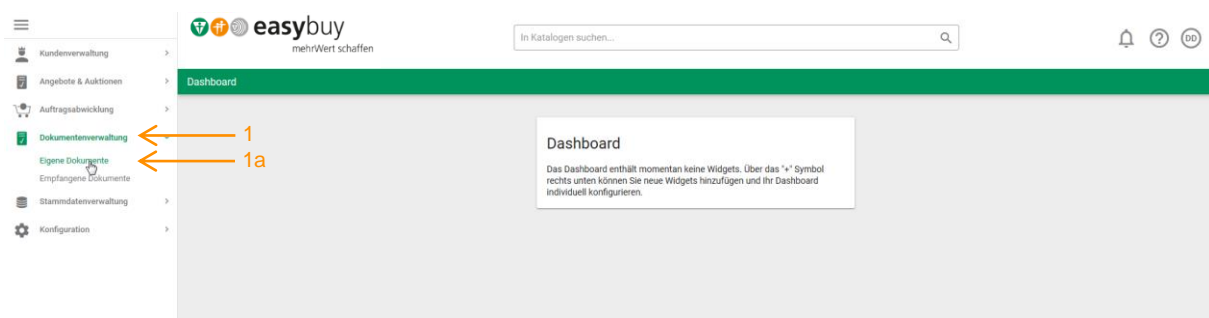 easybuy
mehrWert schaffen
In Katalogen suchen...
DD
Kundenverwaltung
Angebote & Auktionen
Auftragsabwicklung
Dokumentenverwaltung
1
Eigene Dokumente
1a
Empfangene Dokumente
Stammdatenverwaltung
Konfiguration
Dashboard
Dashboard
Das Dashboard enthält momentan keine Widgets. Über das "+" Symbol
rechts unten können Sie neue Widgets hinzufügen und Ihr Dashboard
individuell konfigurieren.